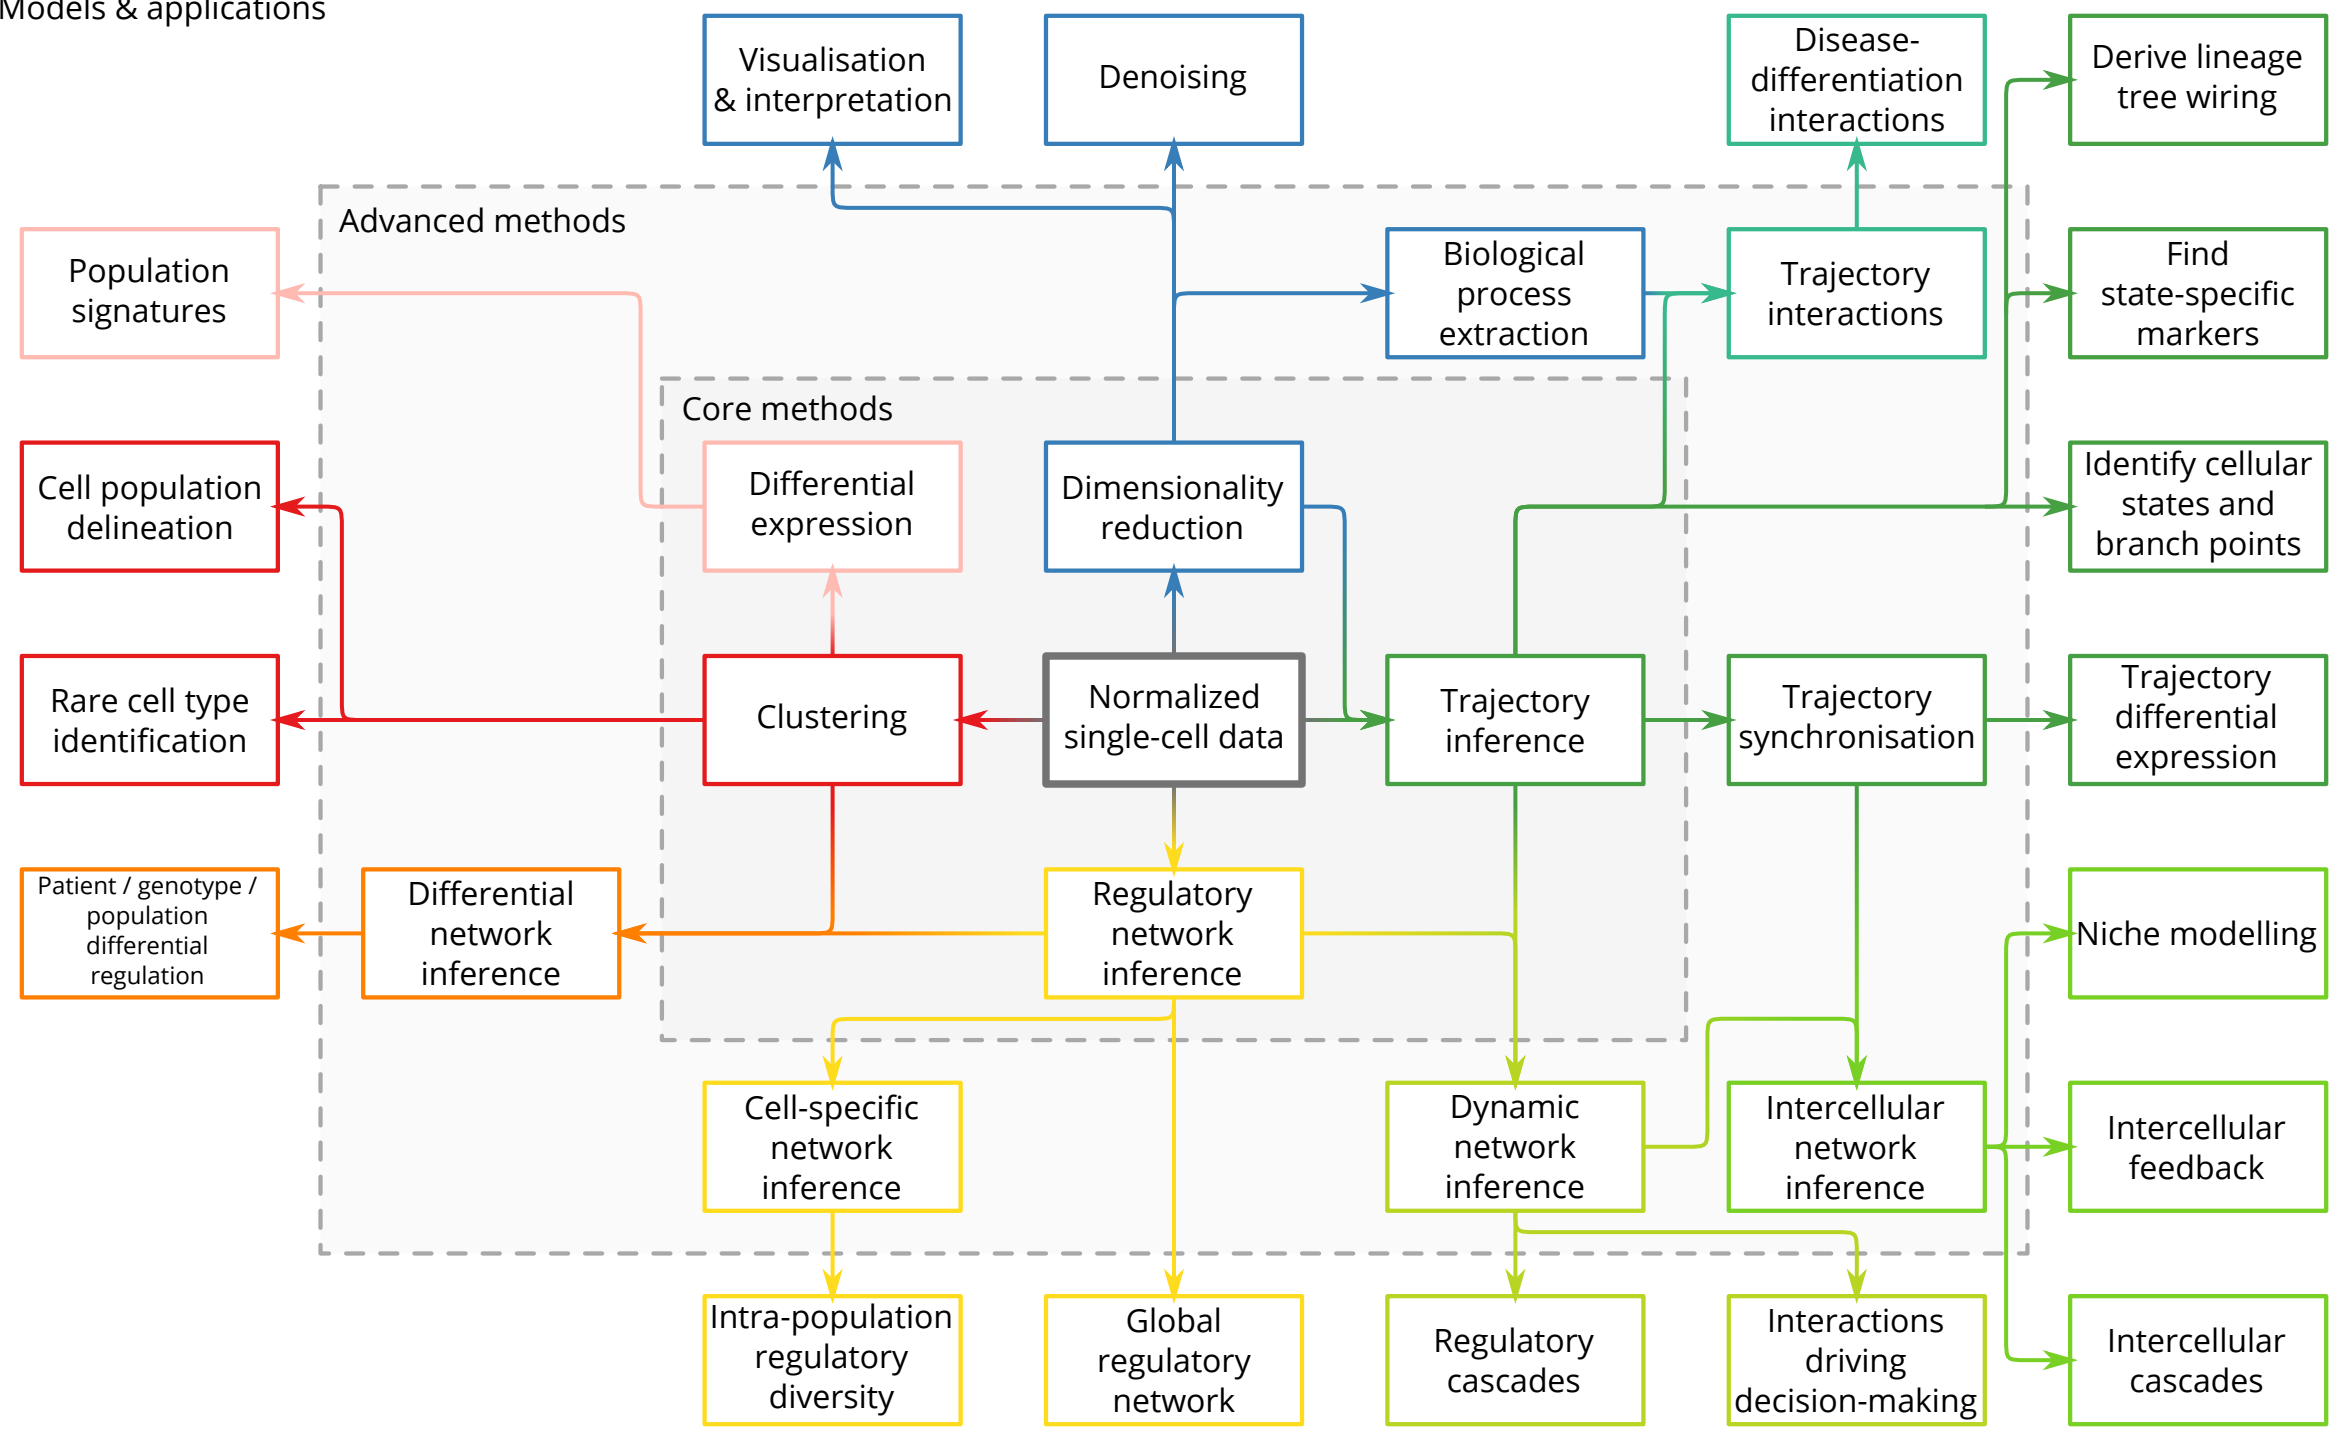 Models & applications
Visualisation
& interpretation
Denoising
Disease-
differentiation
interactions
Derive lineage
tree wiring
Advanced methods
Population
signatures
Biological
process
extraction
Trajectory
interactions
Find
state-specific
markers
Core methods
Cell population
delineation
Differential
expression
Dimensionality
reduction
Identify cellular
states and
branch points
Rare cell type
identification
Clustering
Normalized
single-cell data
Trajectory
inference
Trajectory
synchronisation
Trajectory
differential
expression
Patient / genotype /
population
differential
regulation
Differential
network
inference
Regulatory
network
inference
Niche modelling
Cell-specific
network
inference
Dynamic
network
inference
Intercellular
network
inference
Intercellular
feedback
Intra-population
regulatory
diversity
Global
regulatory
network
Regulatory
cascades
Interactions
driving
decision-making
Intercellular
cascades